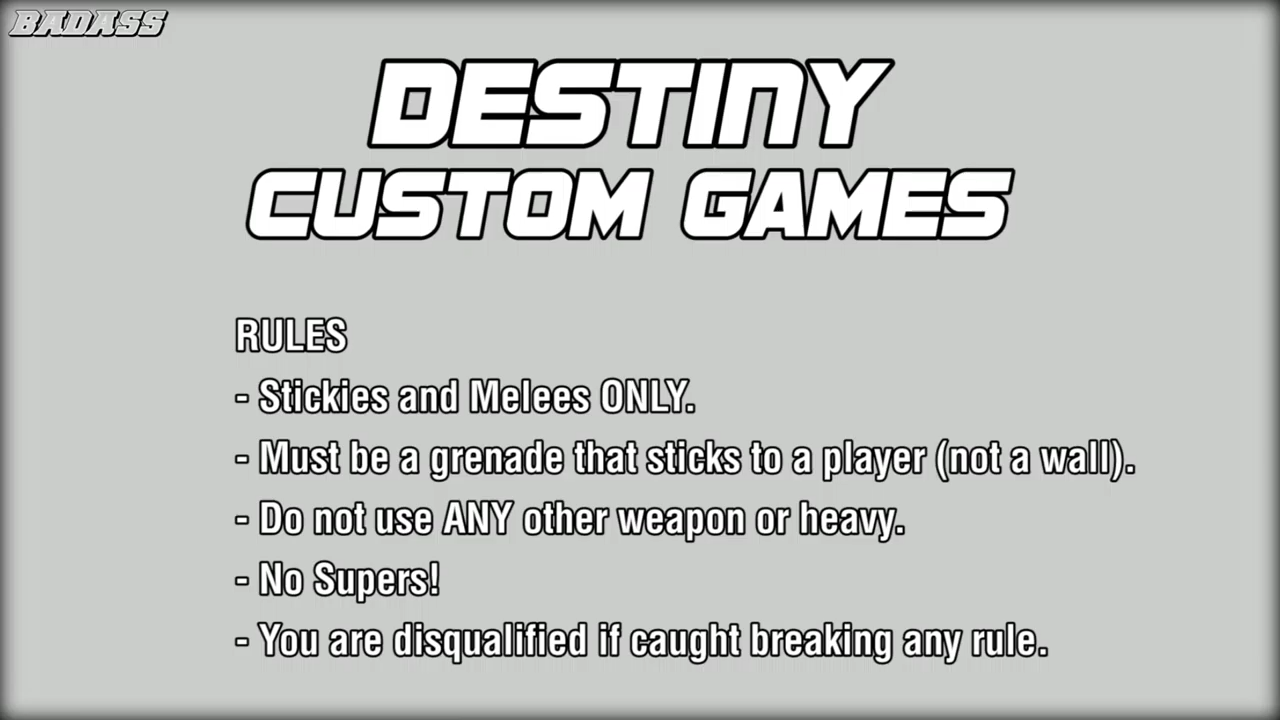 BADASS
DESTINY
CUSTOM GAMES
RULES
- Stickies and Melees ONLY.
- Must be a grenade that sticks to a player (not a wall).
- Do not use ANY other weapon or heavy.
- No Supers!
- You are disqualified if caught breaking any rule.